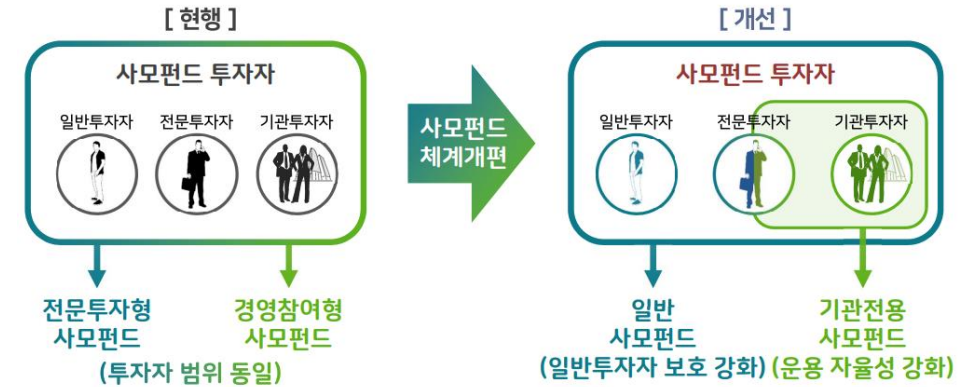 [ 현행 ]
사모펀드 투자자
일반투자자 전문투자자 기관투자자
전문투자형
사모펀드
경영참여형
사모펀드
(투자자 범위 동일)
사모펀드
체계개편
[ 개선 ]
사모펀드 투자자
일반투자자 전문투자자 기관투자자
일반
사모펀드
(일반투자자 보호 강화)
기관전용
사모펀드
(운용 자율성 강화)